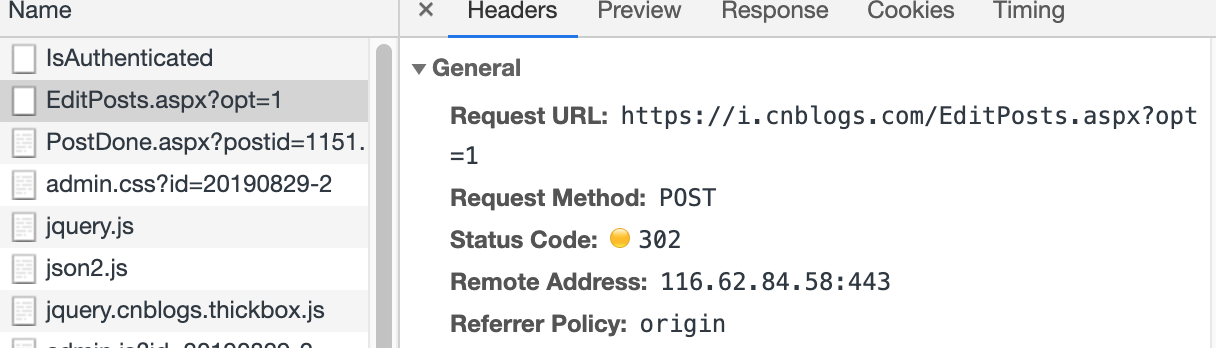 Name
× Headers Preview Response Cookies Timing
IsAuthenticated
EditPosts.aspx?opt=1
PostDone.aspx?postid=1151.
admin.css?id=20190829-2
jquery.js
json2.js
jquery.cnblogs.thickbox.js
General
Request URL: https://i.cnblogs.com/EditPosts.aspx?opt
=1
Request Method: POST
Status Code: 302
Remote Address: 116.62.84.58:443
Referrer Policy: origin